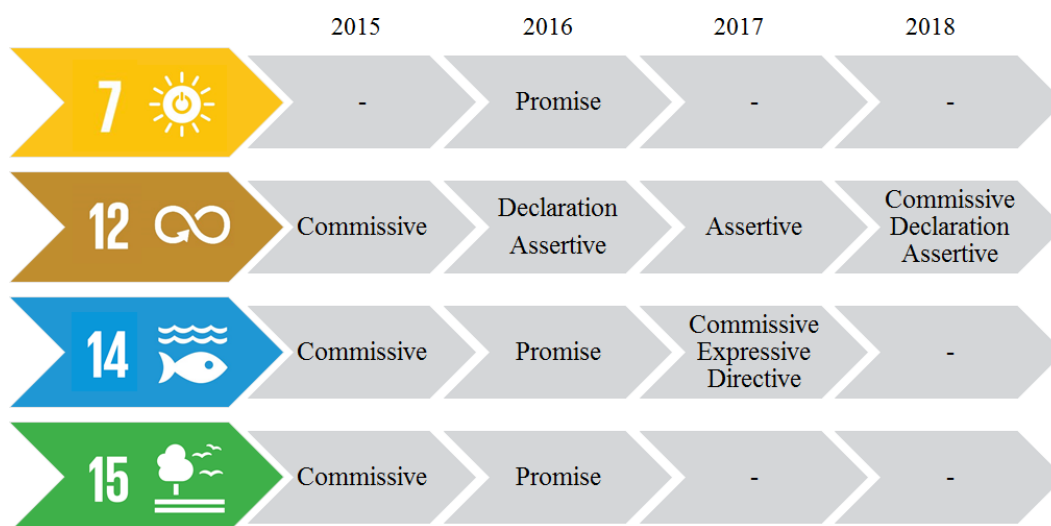 2015 2016 2017 2018
7 - Promise - -
12 Commissive Declaration Assertive Assertive Commissive Declaration Assertive
14 Commissive Promise Commissive Expressive Directive -
15 Commissive Promise - -